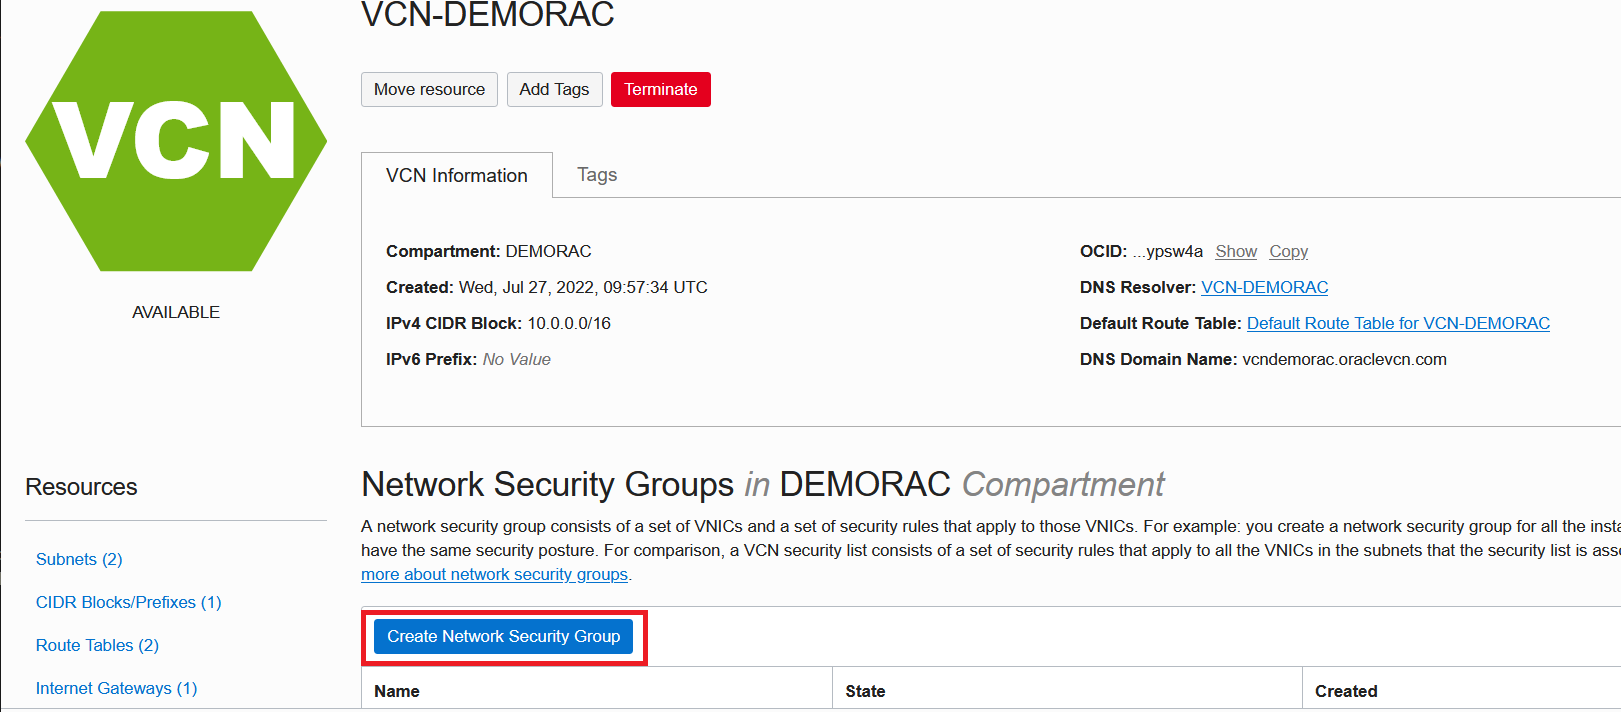 VCN-DEMORAC
VCN
Move resource
Add Tags
Terminate
AVAILABLE
VCN Information
Tags
Compartment: DEMORAC
Created: Wed, Jul 27, 2022, 09:57:34 UTC
IPv4 CIDR Block: 10.0.0.0/16
IPv6 Prefix: No Value
OCID: ...ypsw4a Show Copy
DNS Resolver: VCN-DEMORAC
Default Route Table: Default Route Table for VCN-DEMORAC
DNS Domain Name: vcndemorac.oraclevcn.com
Resources
Subnets (2)
CIDR Blocks/Prefixes (1)
Route Tables (2)
Internet Gateways (1)
Network Security Groups in DEMORAC Compartment
A network security group consists of a set of VNICs and a set of security rules that apply to those VNICs. For example: you create a network security group for all the
have the same security posture. For comparison, a VCN security list consists of a set of security rules that apply to all the VNICs in the subnets that the security list is
more about network security groups.
Create Network Security Group
Name
State
Created